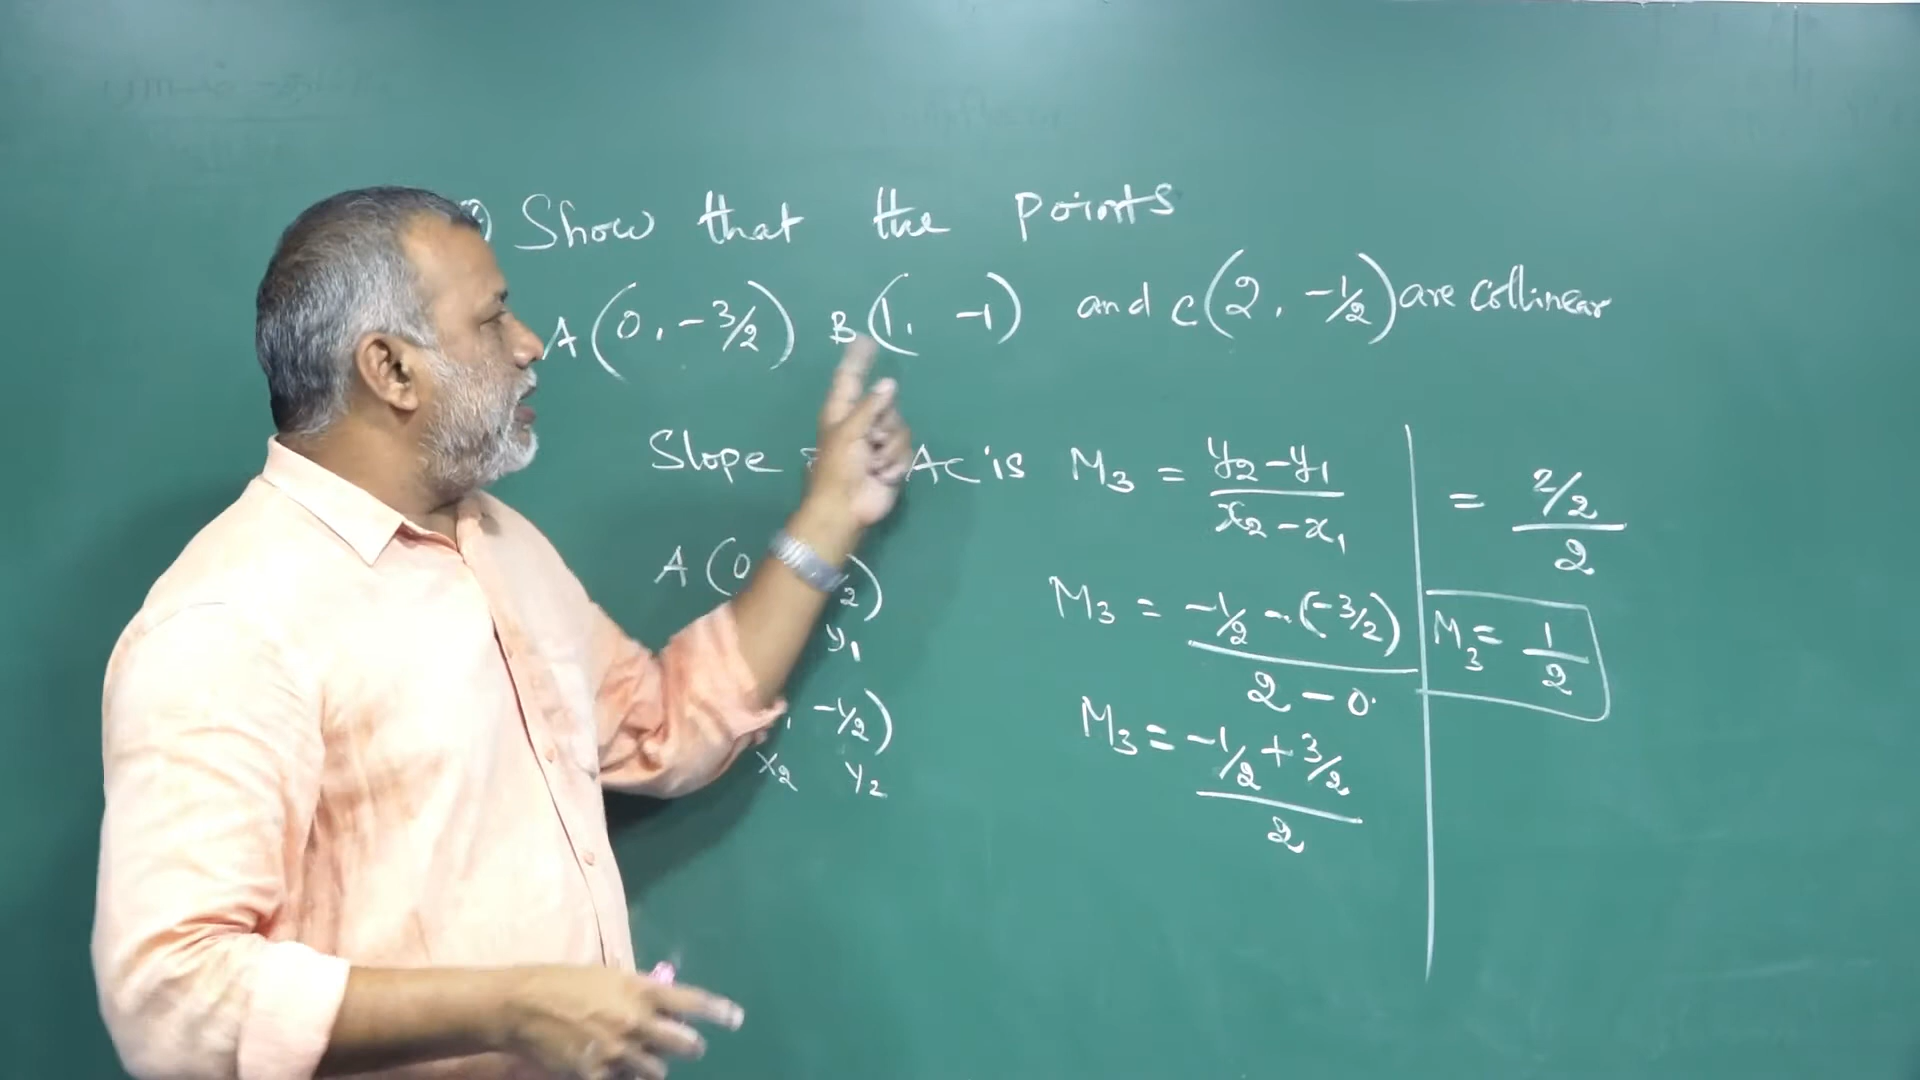 ) Show that the points
A(0, -3/2) B(1, -1) and C(2, -1/2) are collinear
Slope AC is M3 = y2 - y1 / x2 - x1
A(0 /2)
y1
, -1/2)
x2 y2
M3 = -1/2 - (-3/2) / 2 - 0
M3 = -1/2 + 3/2 / 2
= 2/2 / 2
M3 = 1/2